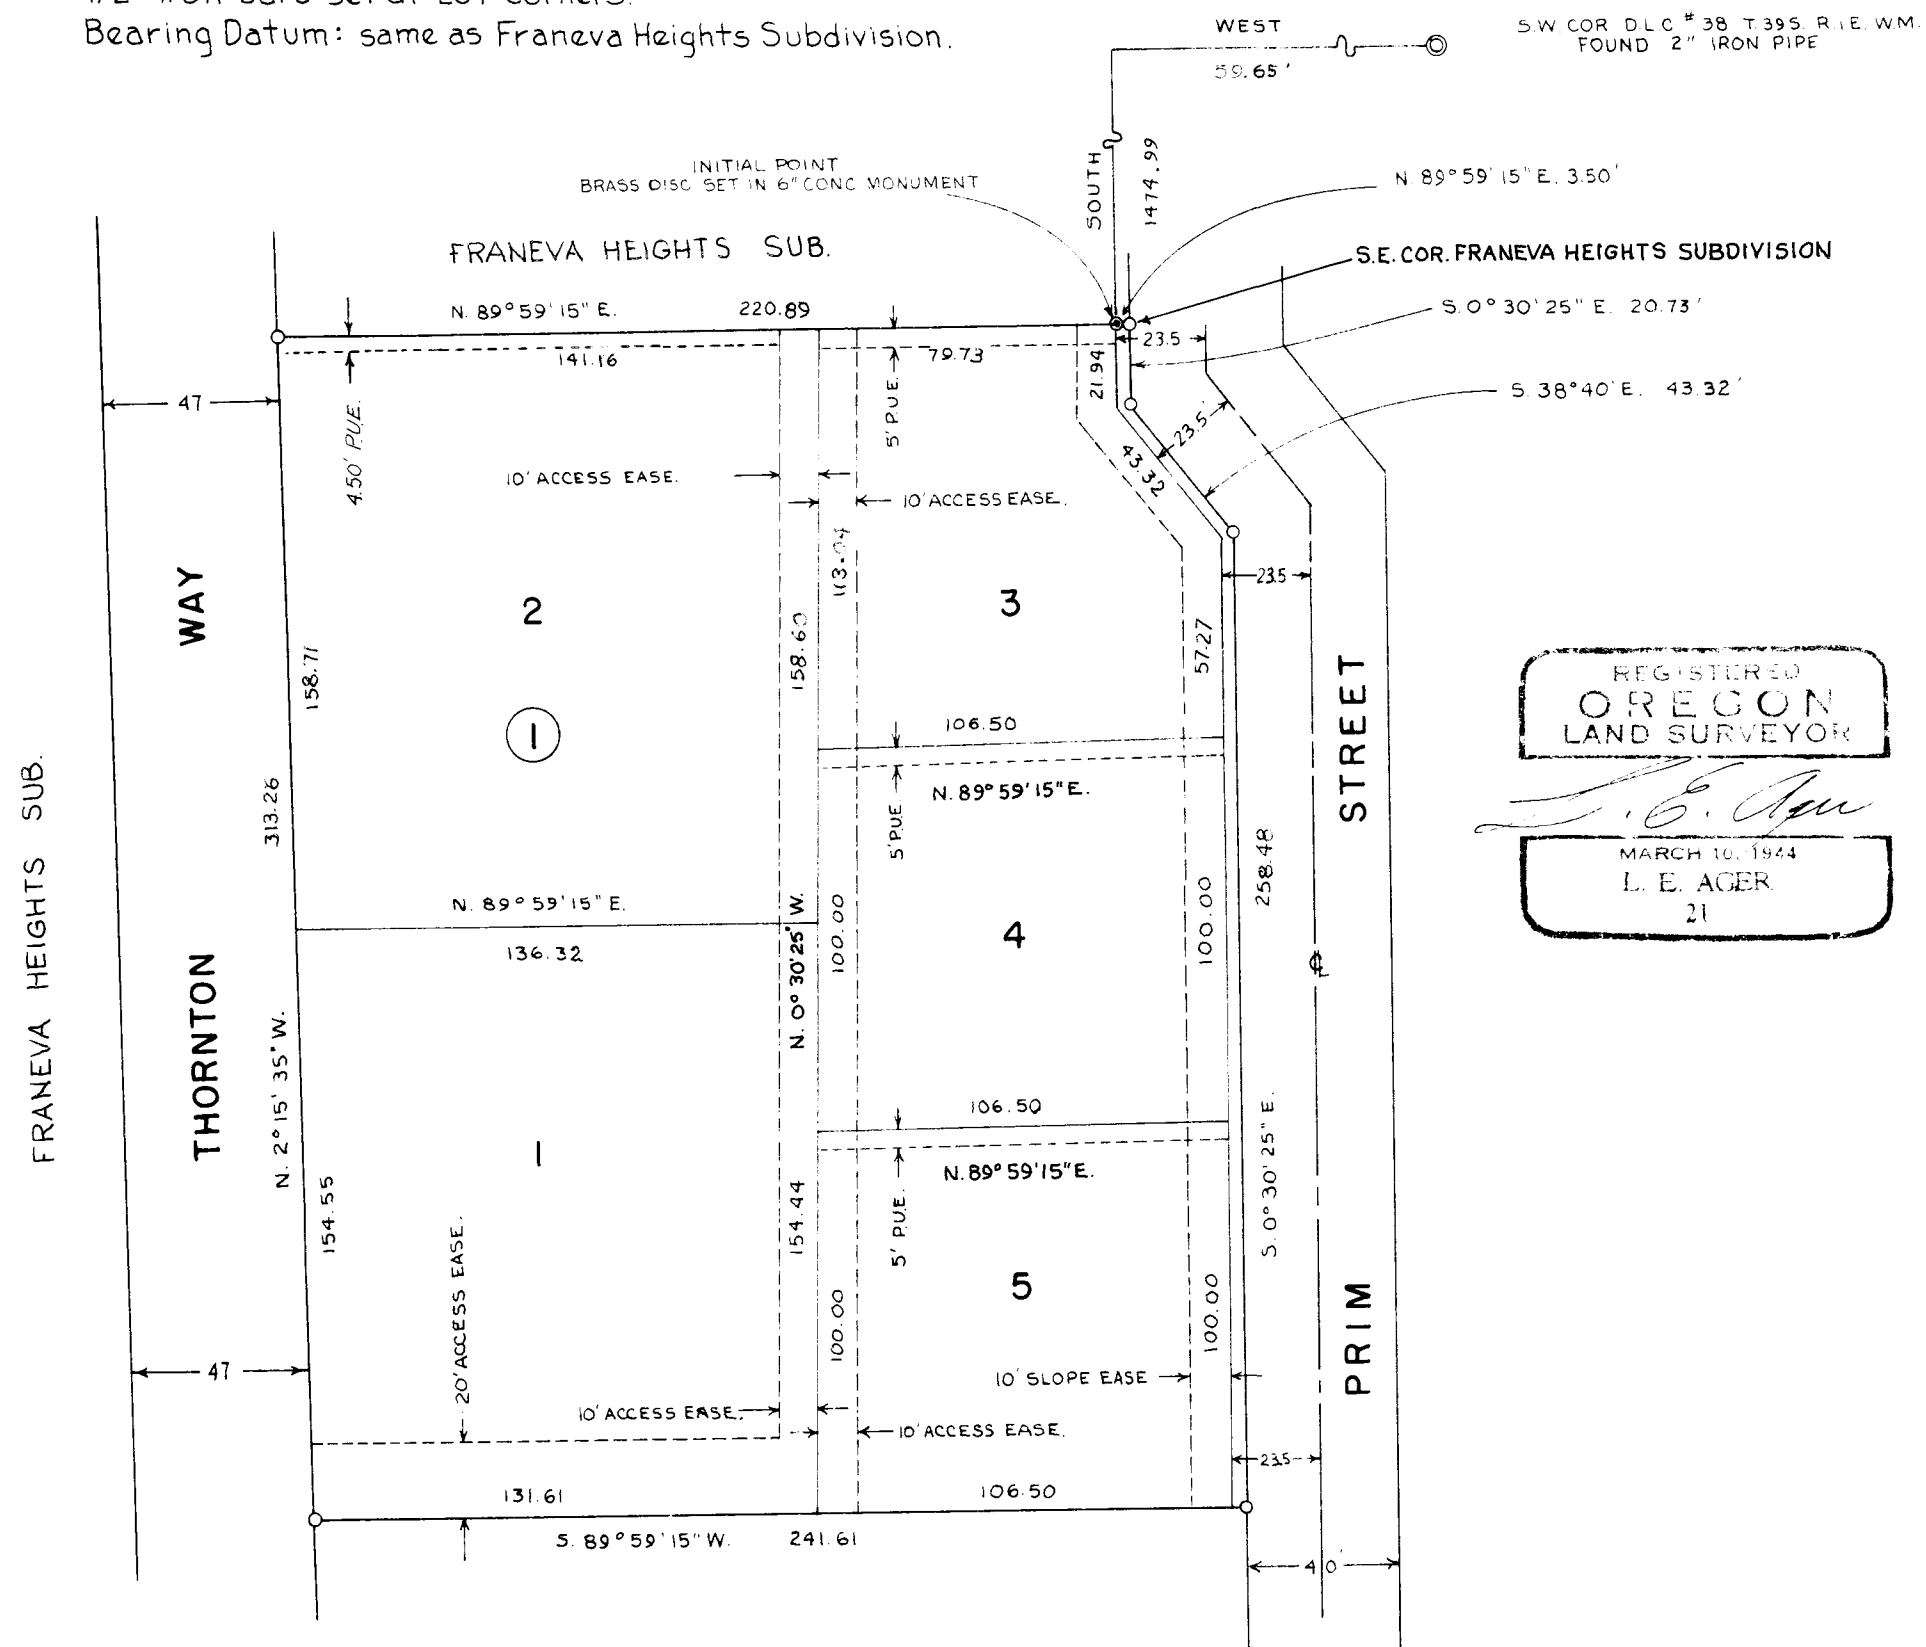 Bearing Datum: same as Franeva Heights Subdivision.
WEST
59.65'
S.W. COR D.L.C. #38 T.39S. R.1E. W.M.
FOUND 2" IRON PIPE
INITIAL POINT
BRASS DISC SET IN 6" CONC MONUMENT
SOUTH
1474.99
N. 89° 59' 15" E. 3.50'
FRANEVA HEIGHTS SUB.
S.E. COR. FRANEVA HEIGHTS SUBDIVISION
N. 89° 59' 15" E. 220.89
S. 0° 30' 25" E. 20.73'
141.16
79.73
23.5
21.94
47
4.50' P.U.E.
5' P.U.E.
S. 38° 40' E. 43.32'
23.5'
43.32
10' ACCESS EASE.
10' ACCESS EASE.
113.04
23.5
WAY
2
3
158.71
158.60
57.27
STREET
REGISTERED
OREGON
LAND SURVEYOR
L. E. Ager
MARCH 10, 1944
L. E. AGER
21
1
106.50
N. 89° 59' 15" E.
5' P.U.E
313.26
FRANEVA HEIGHTS SUB.
258.48
N. 89° 59' 15" E.
136.32
N. 0° 30' 25" W.
100.00
4
100.00
℄
THORNTON
N. 2° 15' 35" W.
106.50
N. 89° 59' 15" E.
S. 0° 30' 25" E.
1
154.55
154.44
5' P.U.E.
20' ACCESS EASE.
5
100.00
100.00
PRIM
47
10' SLOPE EASE
10' ACCESS EASE.
10' ACCESS EASE.
23.5
131.61
106.50
S. 89° 59' 15" W. 241.61
40'